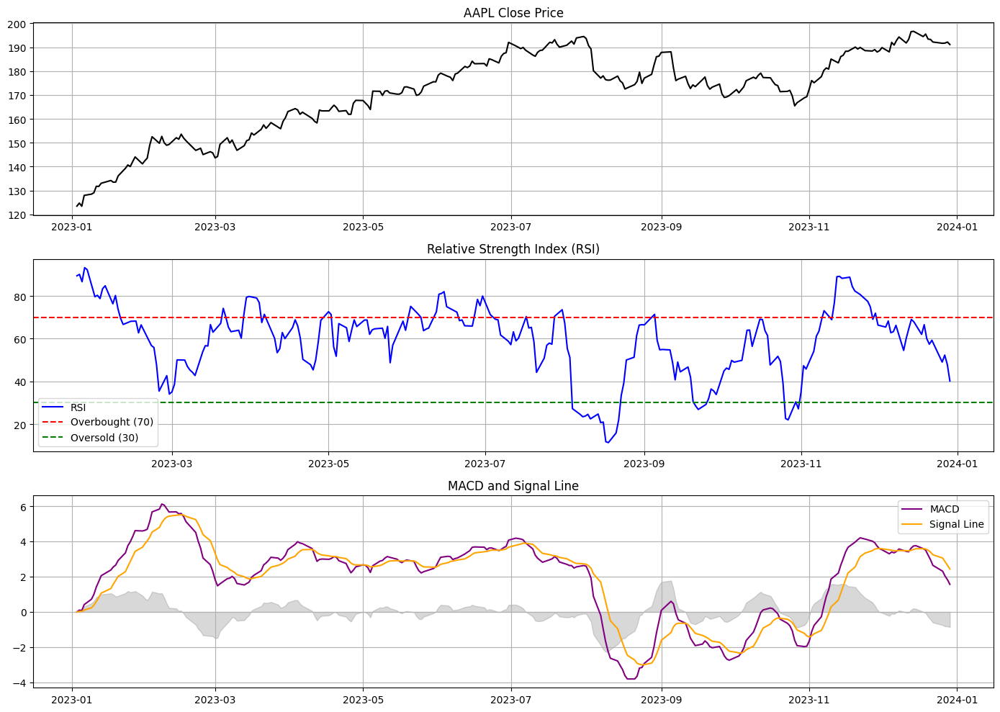 AAPL Close Price
200
190
180
170
160
150
140
130
120
2023-01 2023-03 2023-05 2023-07 2023-09 2023-11 2024-01
Relative Strength Index (RSI)
80
60
40
20
RSI
Overbought (70)
Oversold (30)
2023-03 2023-05 2023-07 2023-09 2023-11 2024-01
MACD and Signal Line
6
4
2
0
−2
−4
MACD
Signal Line
2023-01 2023-03 2023-05 2023-07 2023-09 2023-11 2024-01